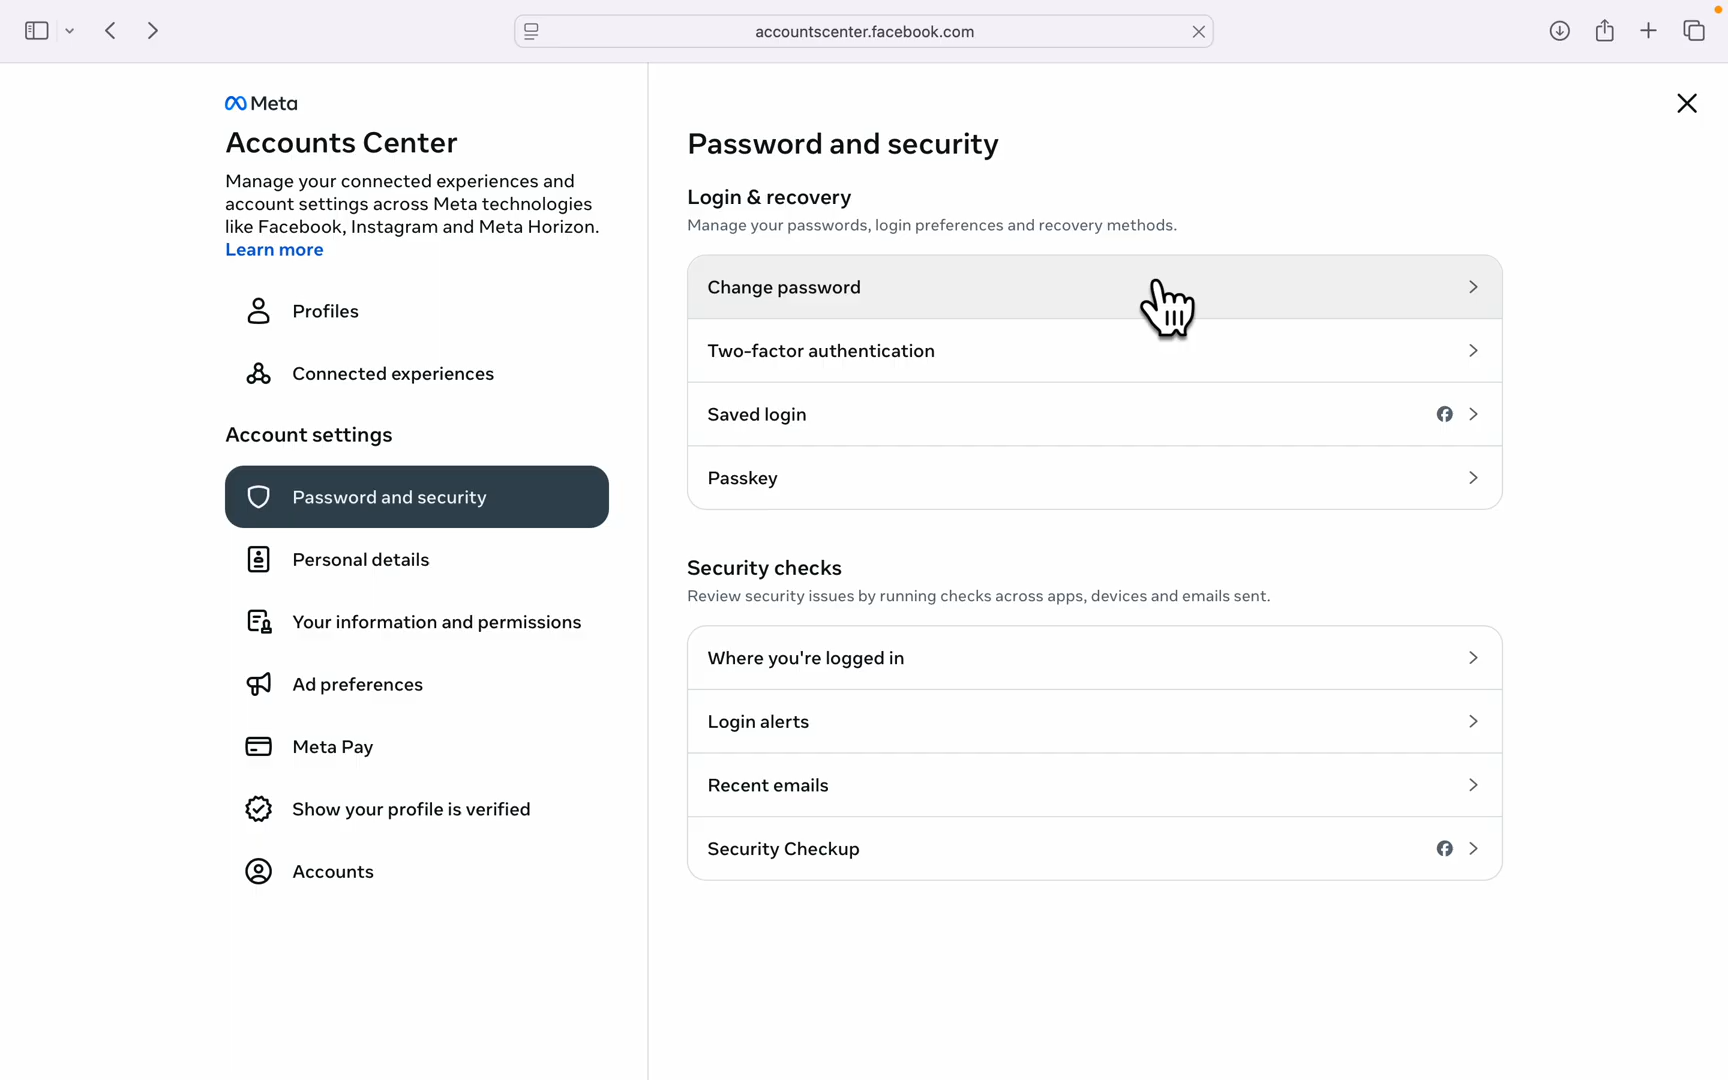 accountscenter.facebook.com
Meta
Accounts Center
Manage your connected experiences and
account settings across Meta technologies
like Facebook, Instagram and Meta Horizon.
Learn more
Profiles
Connected experiences
Account settings
Password and security
Personal details
Your information and permissions
Ad preferences
Meta Pay
Show your profile is verified
Accounts
Password and security
Login & recovery
Manage your passwords, login preferences and recovery methods.
Change password
Two-factor authentication
Saved login
Passkey
Security checks
Review security issues by running checks across apps, devices and emails sent.
Where you're logged in
Login alerts
Recent emails
Security Checkup